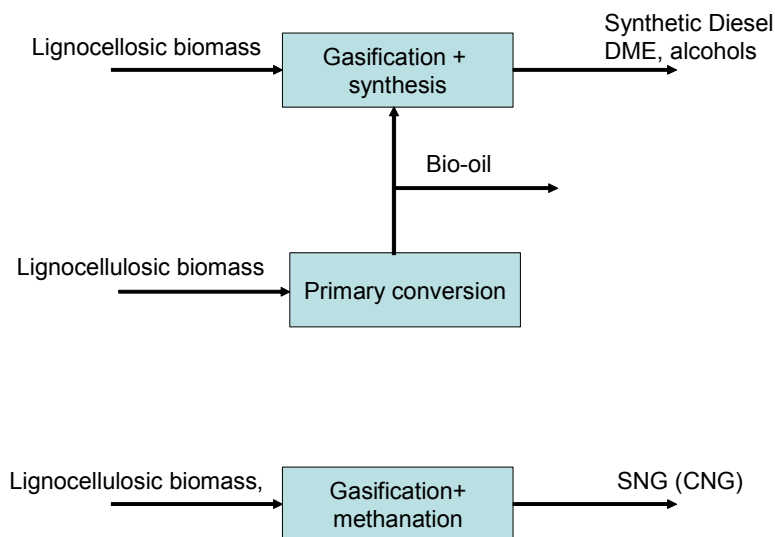 Synthetic Diesel
Lignocellosic biomass
Gasification +
synthesis
DME, alcohols
Bio-oil
Lignocellulosic biomass
Primary conversion
Lignocellulosic biomass,
Gasification+
methanation
SNG (CNG)